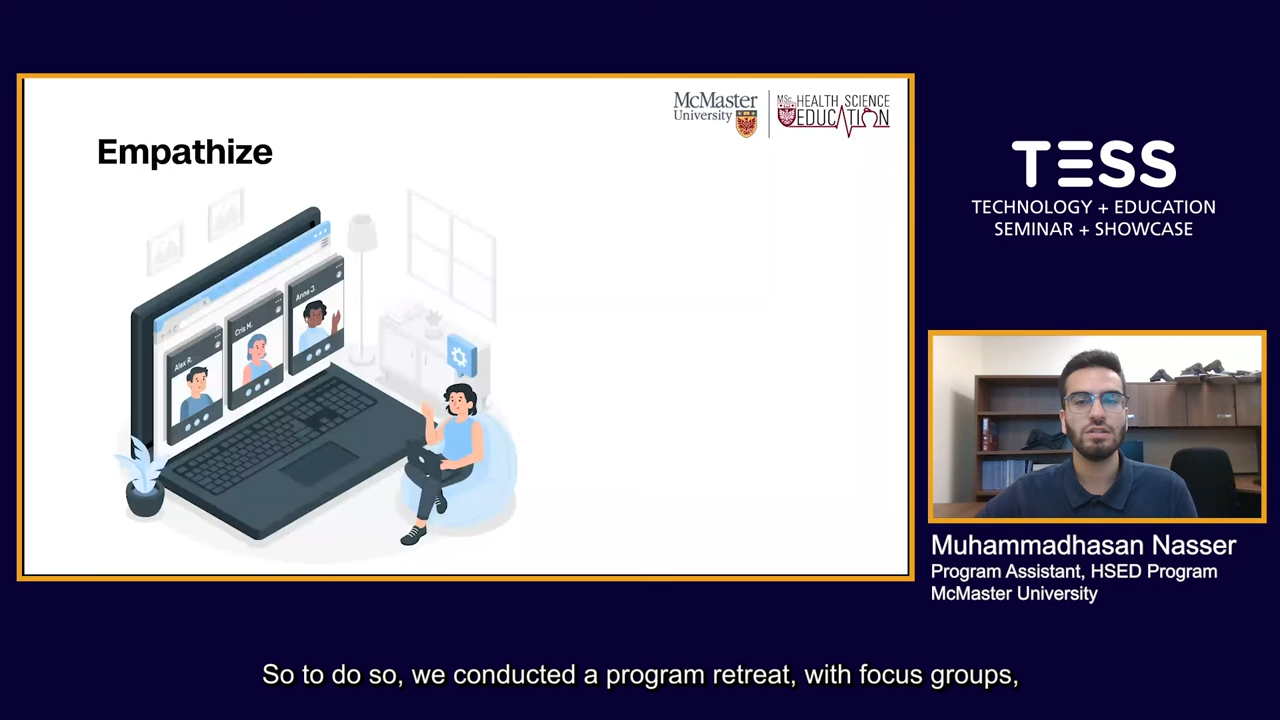 McMaster
University
MSc HEALTH SCIENCE
EDUCATION
Empathize
Alex R.
Cris M.
Anne J.
TESS
TECHNOLOGY + EDUCATION
SEMINAR + SHOWCASE
Muhammadhasan Nasser
Program Assistant, HSED Program
McMaster University
So to do so, we conducted a program retreat, with focus groups,